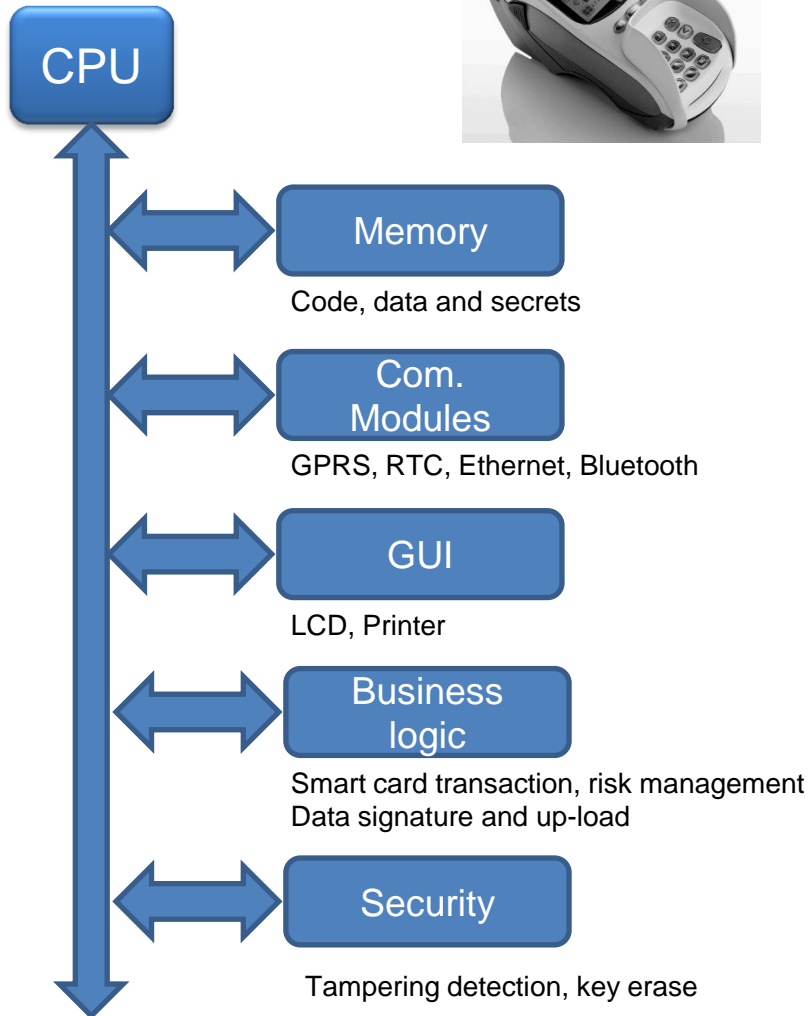 CPU
Memory
Code, data and secrets
Com.
Modules
GPRS, RTC, Ethernet, Bluetooth
GUI
LCD, Printer
Business
logic
Smart card transaction, risk management
Data signature and up-load
Security
Tampering detection, key erase